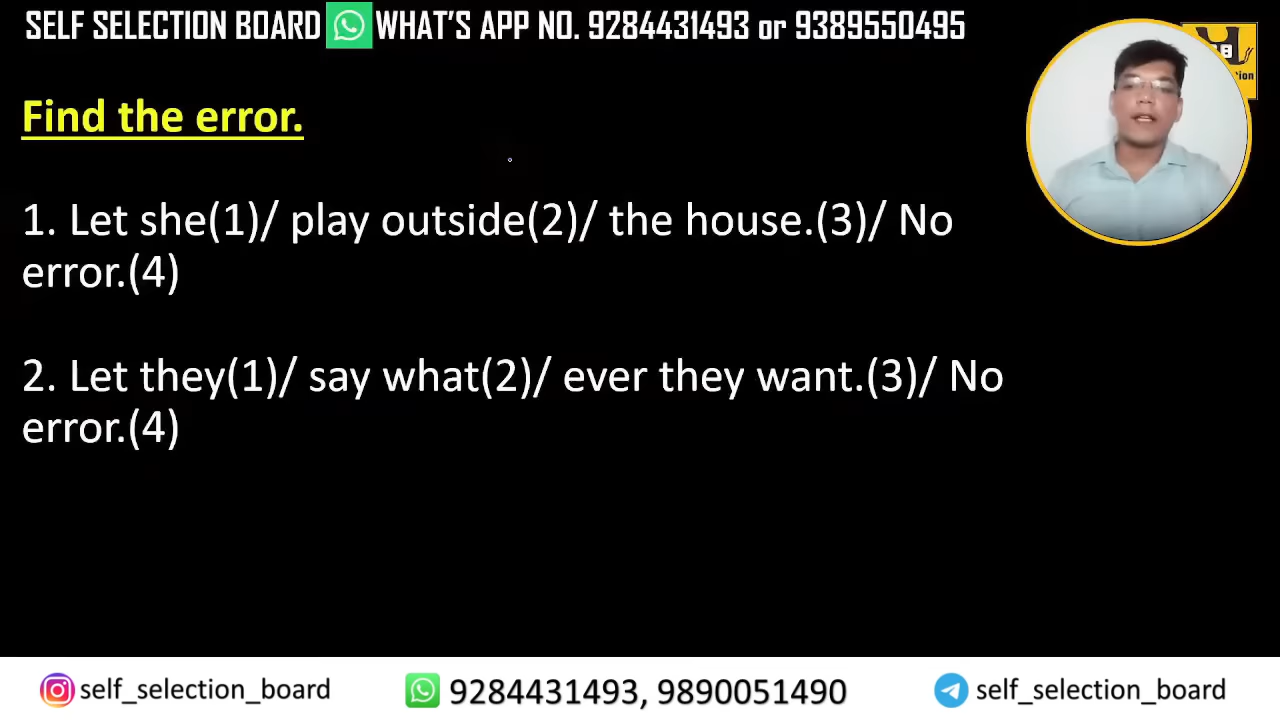 SELF SELECTION BOARD WHAT'S APP NO. 9284431493 or 9389550495
Find the error.
1. Let she(1)/ play outside(2)/ the house.(3)/ No
error.(4)
2. Let they(1)/ say what(2)/ ever they want.(3)/ No
error.(4)
self_selection_board 9284431493, 9890051490 self_selection_board